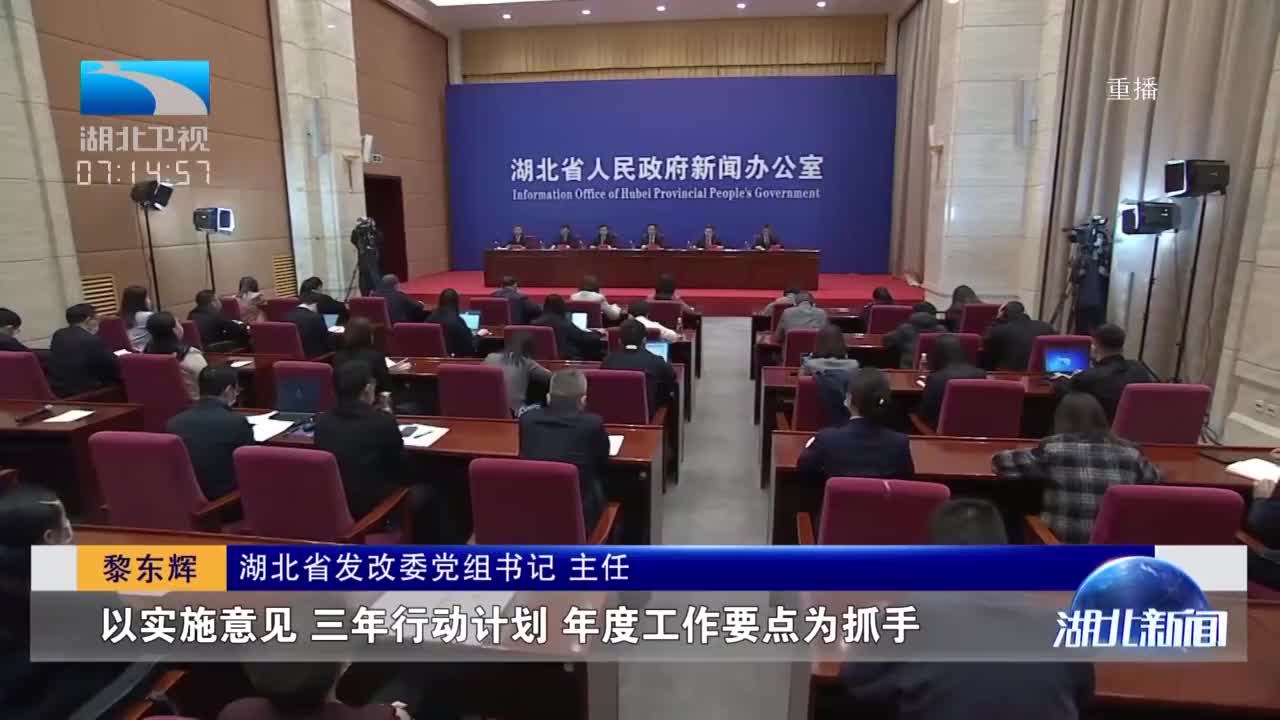 重播
湖北卫视
07:14:57
湖北省人民政府新闻办公室
Information Office of Hubei Provincial People's Government
黎东辉
湖北省发改委党组书记 主任
以实施意见 三年行动计划 年度工作要点为抓手
湖北新闻